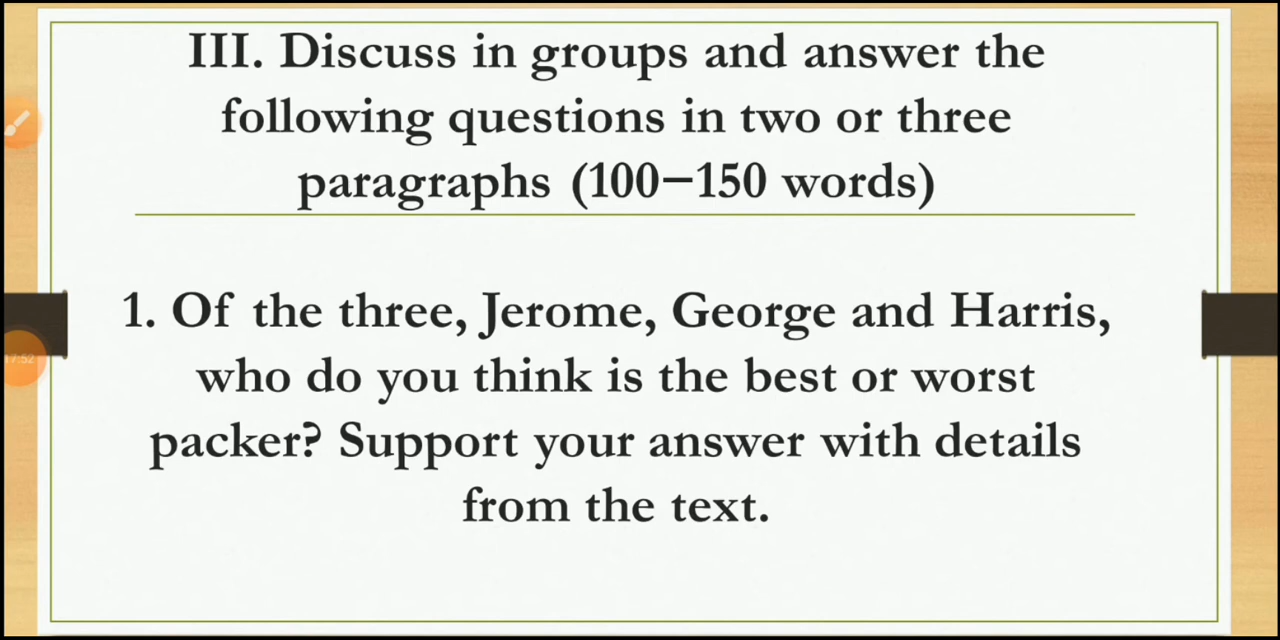 III. Discuss in groups and answer the
following questions in two or three
paragraphs (100–150 words)
1. Of the three, Jerome, George and Harris,
who do you think is the best or worst
packer? Support your answer with details
from the text.
17:52